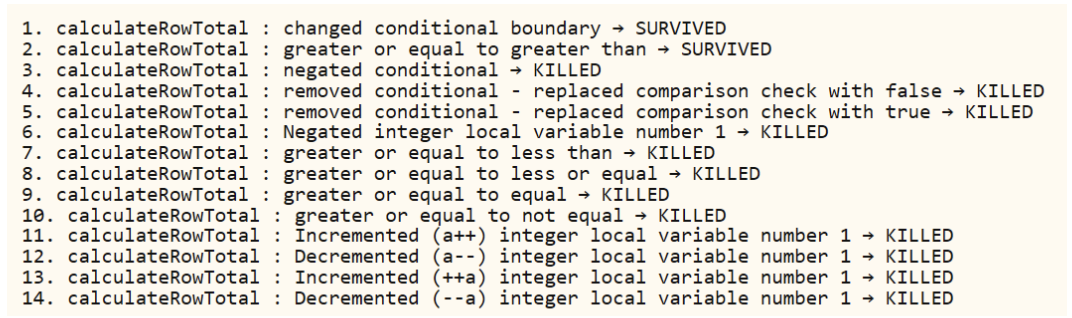 1. calculateRowTotal : changed conditional boundary → SURVIVED
2. calculateRowTotal : greater or equal to greater than → SURVIVED
3. calculateRowTotal : negated conditional → KILLED
4. calculateRowTotal : removed conditional - replaced comparison check with false → KILLED
5. calculateRowTotal : removed conditional - replaced comparison check with true → KILLED
6. calculateRowTotal : Negated integer local variable number 1 → KILLED
7. calculateRowTotal : greater or equal to less than → KILLED
8. calculateRowTotal : greater or equal to less or equal → KILLED
9. calculateRowTotal : greater or equal to equal → KILLED
10. calculateRowTotal : greater or equal to not equal → KILLED
11. calculateRowTotal : Incremented (a++) integer local variable number 1 → KILLED
12. calculateRowTotal : Decremented (a--) integer local variable number 1 → KILLED
13. calculateRowTotal : Incremented (++a) integer local variable number 1 → KILLED
14. calculateRowTotal : Decremented (--a) integer local variable number 1 → KILLED